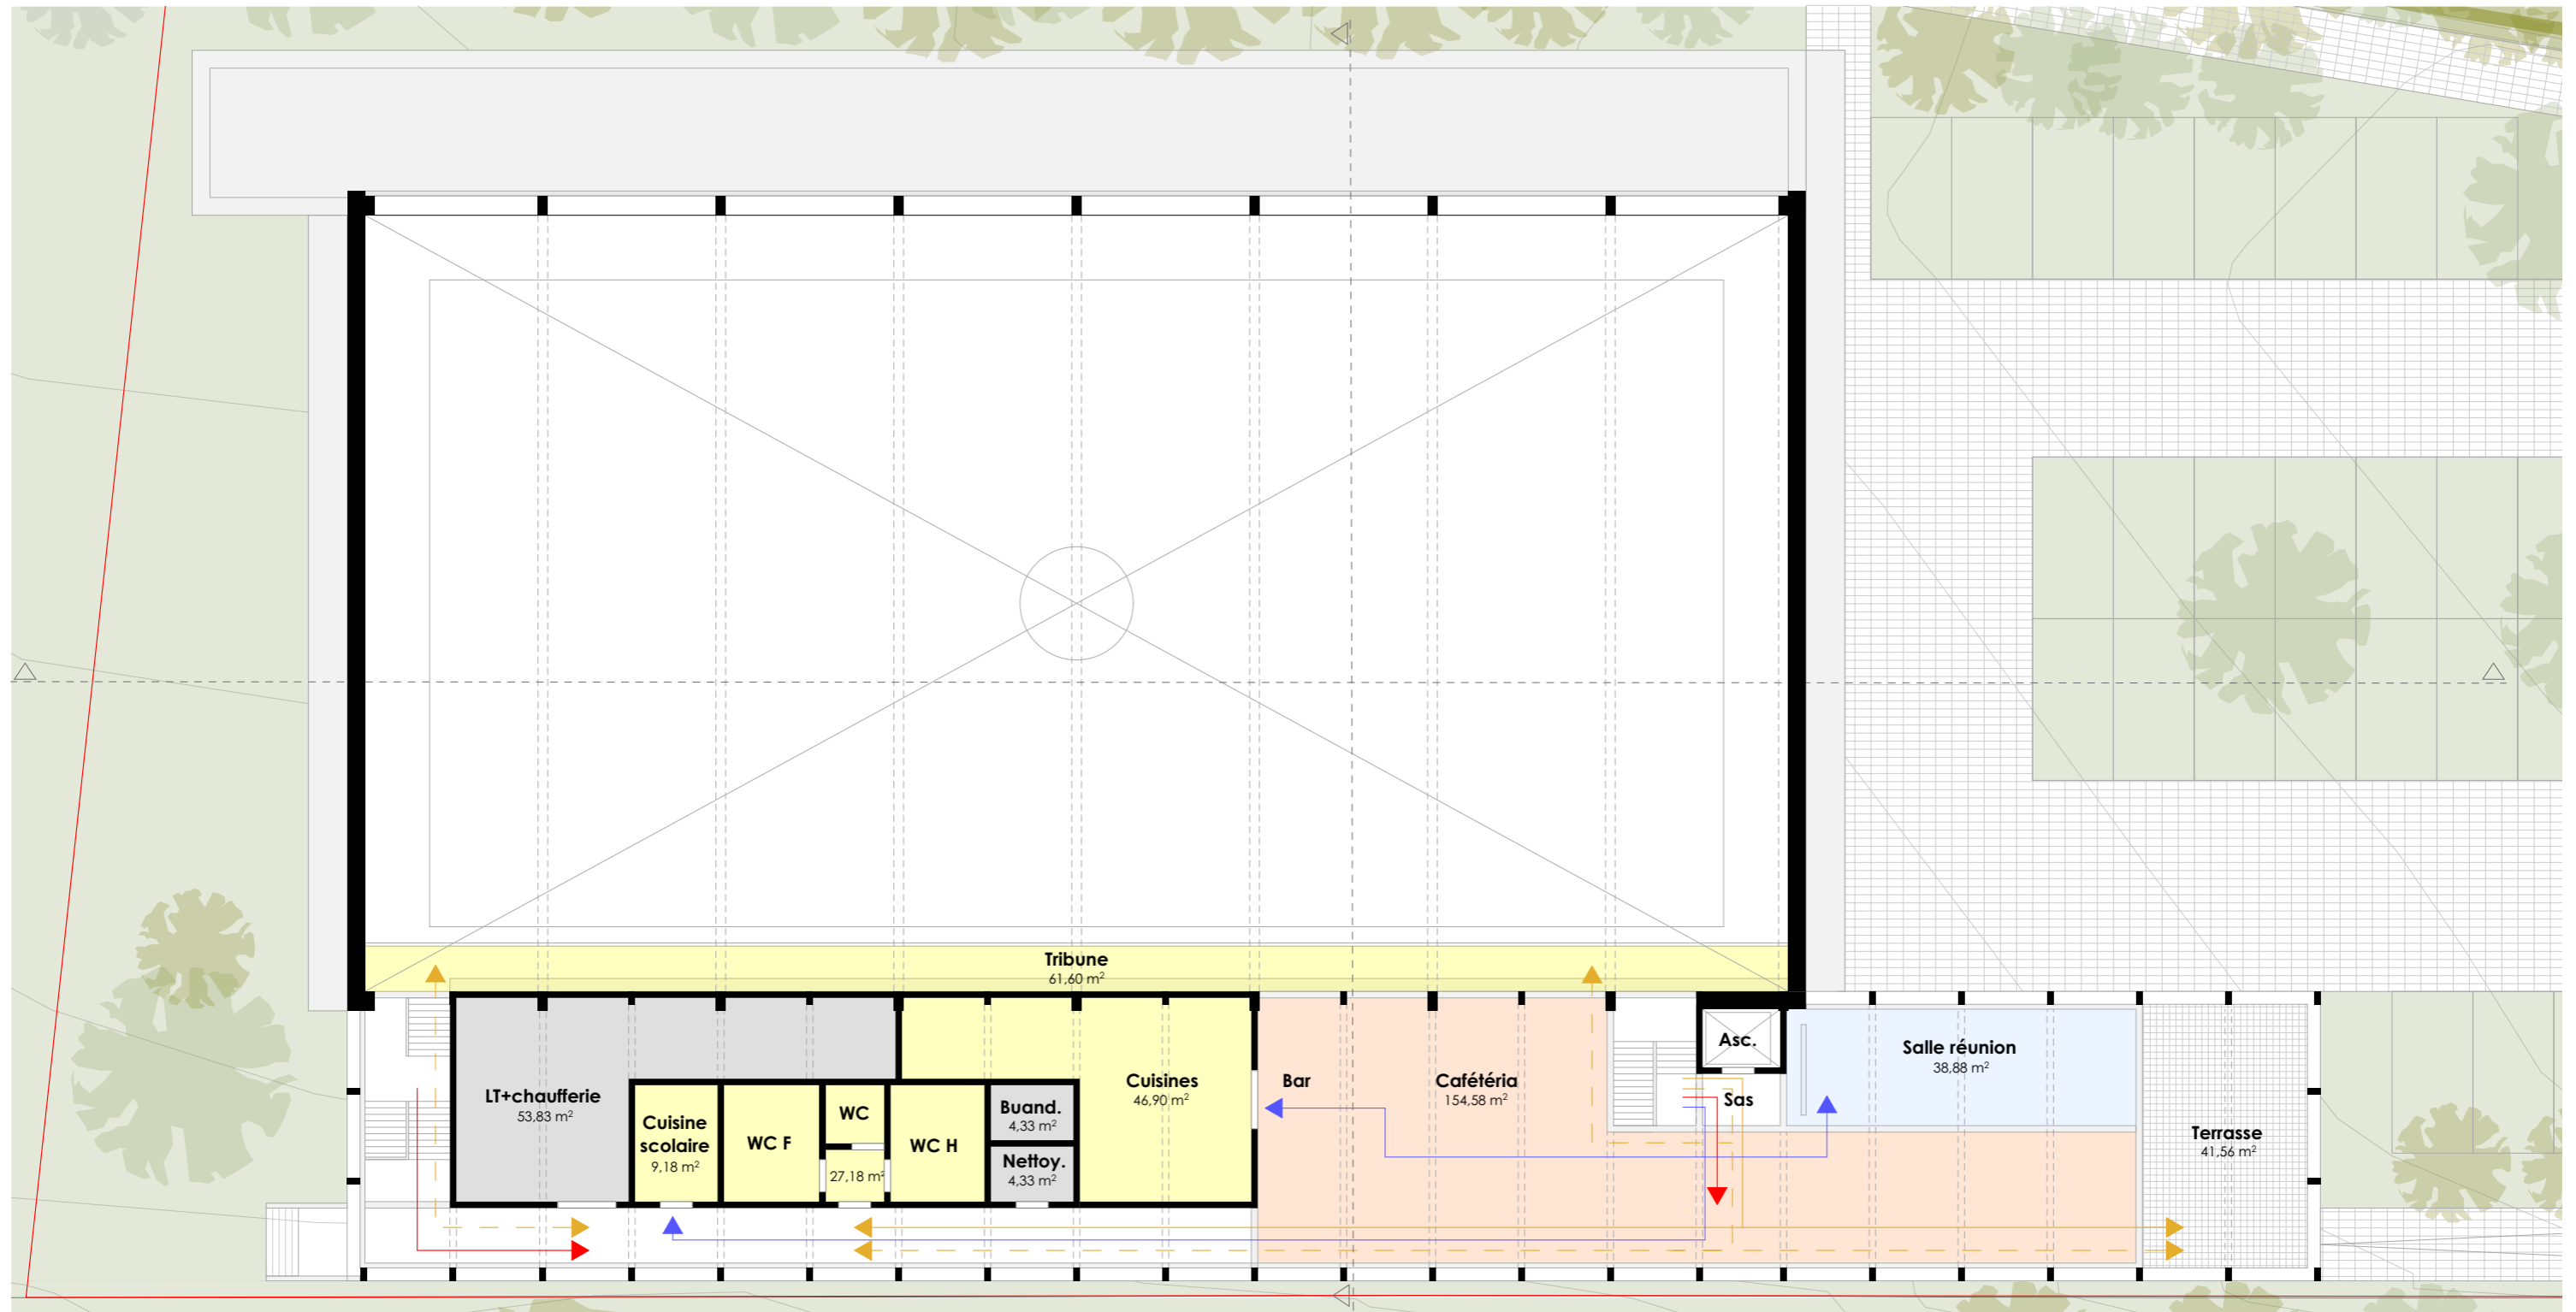 Tribune
61,60 m²
LT+chaufferie
53,83 m²
Cuisine
scolaire
9,18 m²
WC F
WC
27,18 m²
WC H
Buand.
4,33 m²
Nettoy.
4,33 m²
Cuisines
46,90 m²
Bar
Cafétéria
154,58 m²
Asc.
Sas
Salle réunion
38,88 m²
Terrasse
41,56 m²